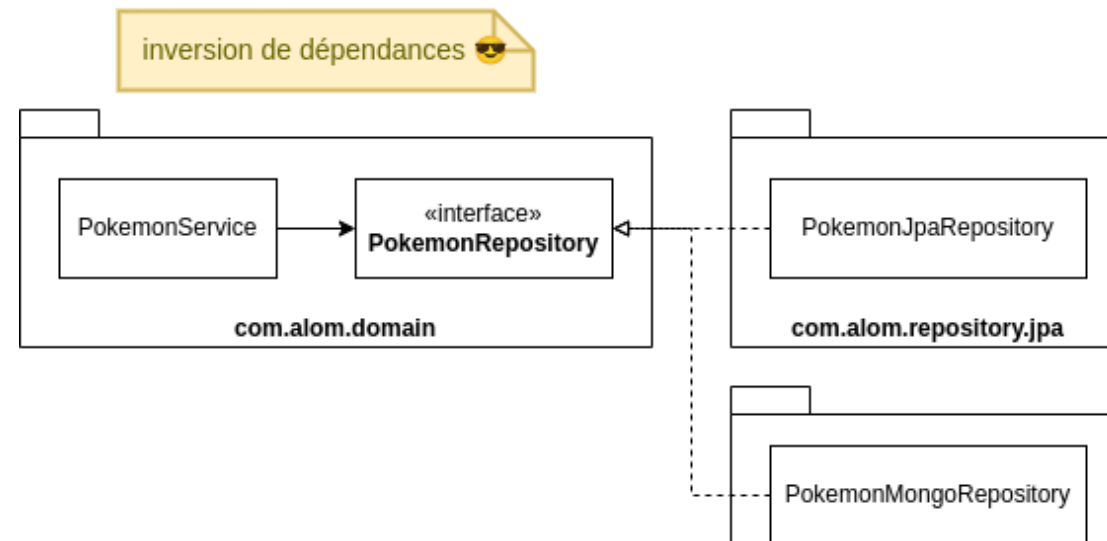 inversion de dépendances 😎
PokemonService
«interface»
PokemonRepository
com.alom.domain
PokemonJpaRepository
com.alom.repository.jpa
PokemonMongoRepository